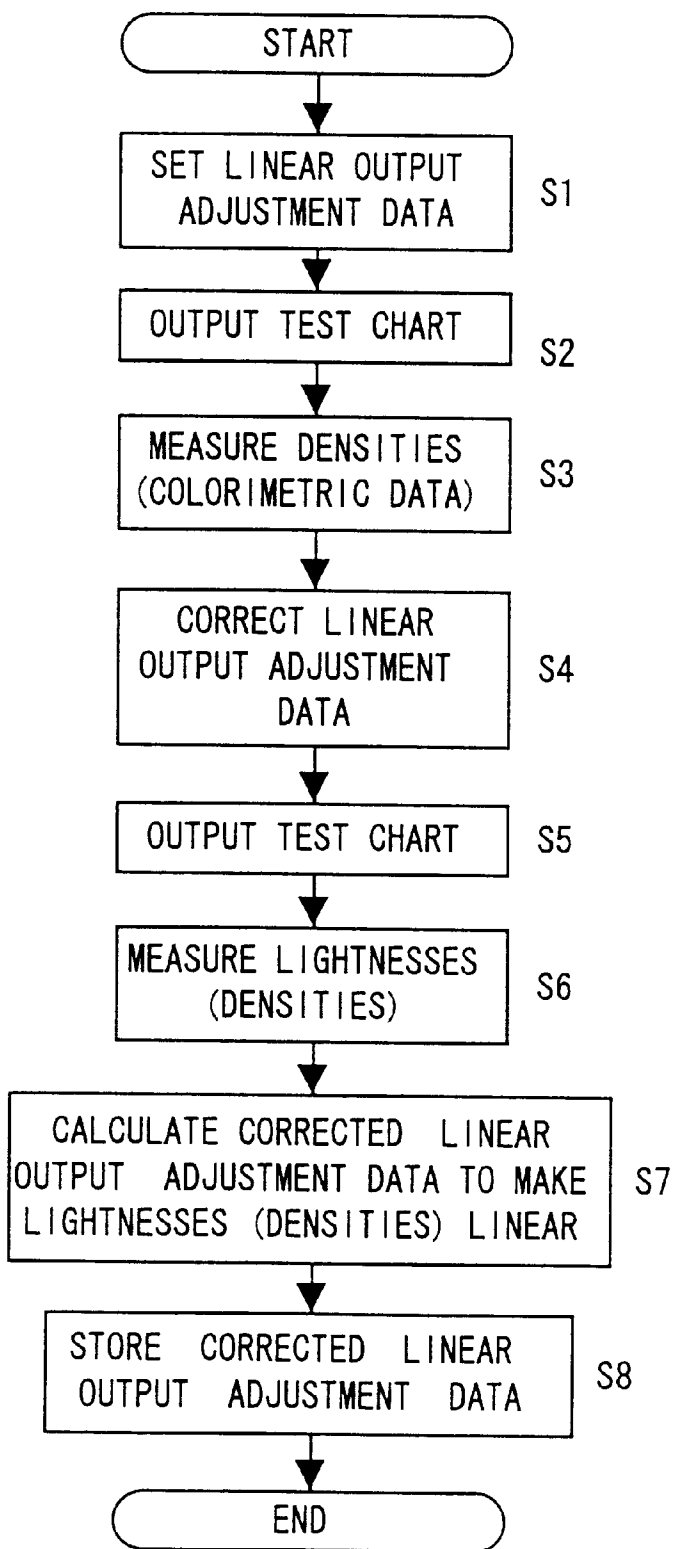 START
SET LINEAR OUTPUT
ADJUSTMENT DATA
S1
OUTPUT TEST CHART
S2
MEASURE DENSITIES
(COLORIMETRIC DATA)
S3
CORRECT LINEAR
OUTPUT ADJUSTMENT
DATA
S4
OUTPUT TEST CHART
S5
MEASURE LIGHTNESSES
(DENSITIES)
S6
CALCULATE CORRECTED LINEAR
OUTPUT ADJUSTMENT DATA TO MAKE
LIGHTNESSES (DENSITIES) LINEAR
S7
STORE CORRECTED LINEAR
OUTPUT ADJUSTMENT DATA
S8
END